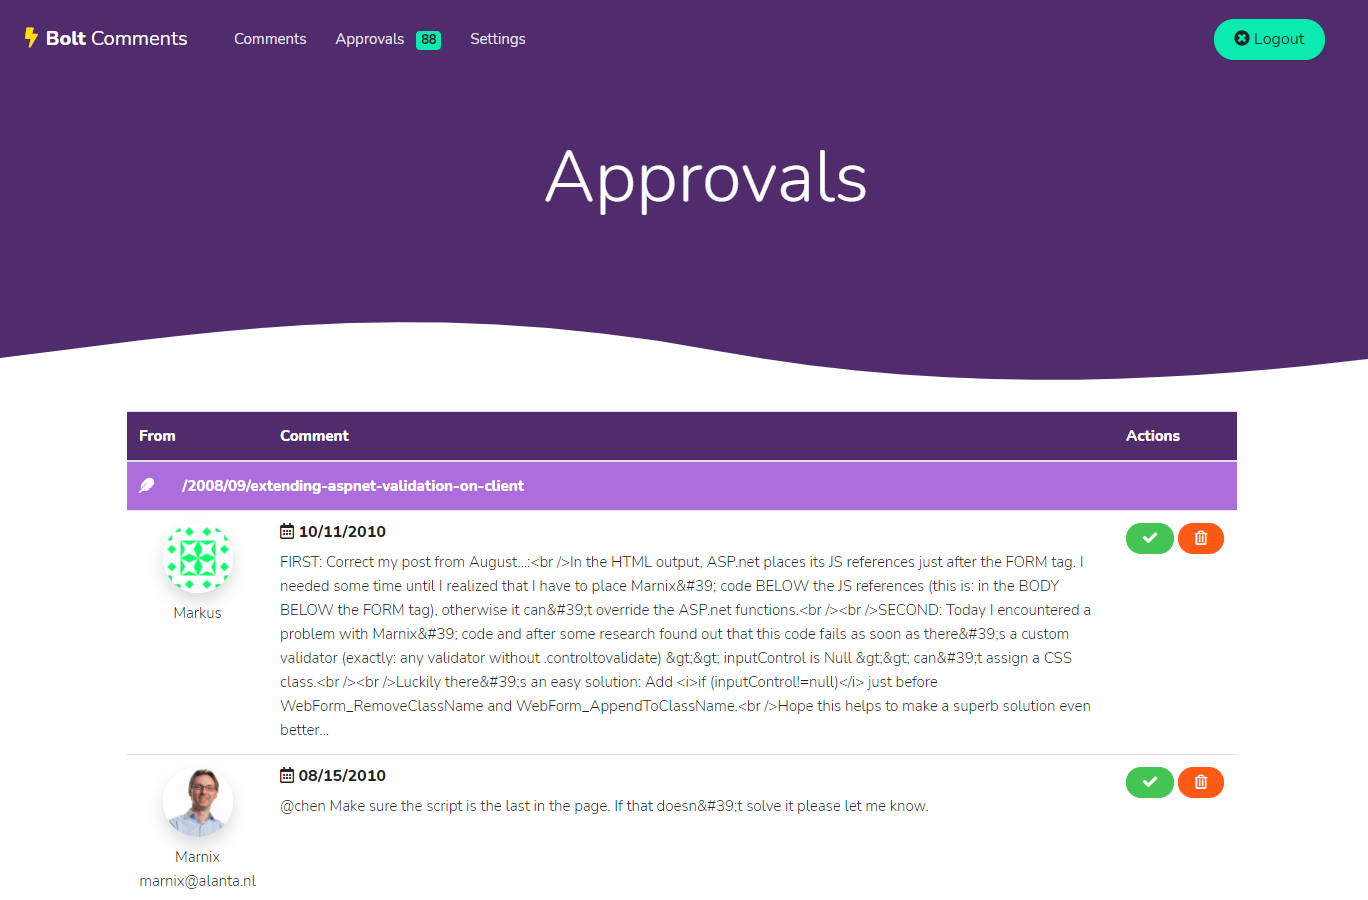 Bolt Comments Comments Approvals 88 Settings Logout
Approvals
From Comment Actions
/2008/09/extending-aspnet-validation-on-client
10/11/2010
FIRST: Correct my post from August...:<br />In the HTML output, ASP.net places its JS references just after the FORM tag. I
needed some time until I realized that I have to place Marnix&#39; code BELOW the JS references (this is: in the BODY
BELOW the FORM tag), otherwise it can&#39;t override the ASP.net functions.<br /><br />SECOND: Today I encountered a
problem with Marnix&#39; code and after some research found out that this code fails as soon as there&#39;s a custom
validator (exactly: any validator without .controltovalidate) &gt;&gt; inputControl is Null &gt;&gt; can&#39;t assign a CSS
class.<br /><br />Luckily there&#39;s an easy solution: Add <i>if (inputControl!=null)</i> just before
WebForm_RemoveClassName and WebForm_AppendToClassName.<br />Hope this helps to make a superb solution even
better...
Markus
08/15/2010
@chen Make sure the script is the last in the page. If that doesn&#39;t solve it please let me know.
Marnix
marnix@alanta.nl